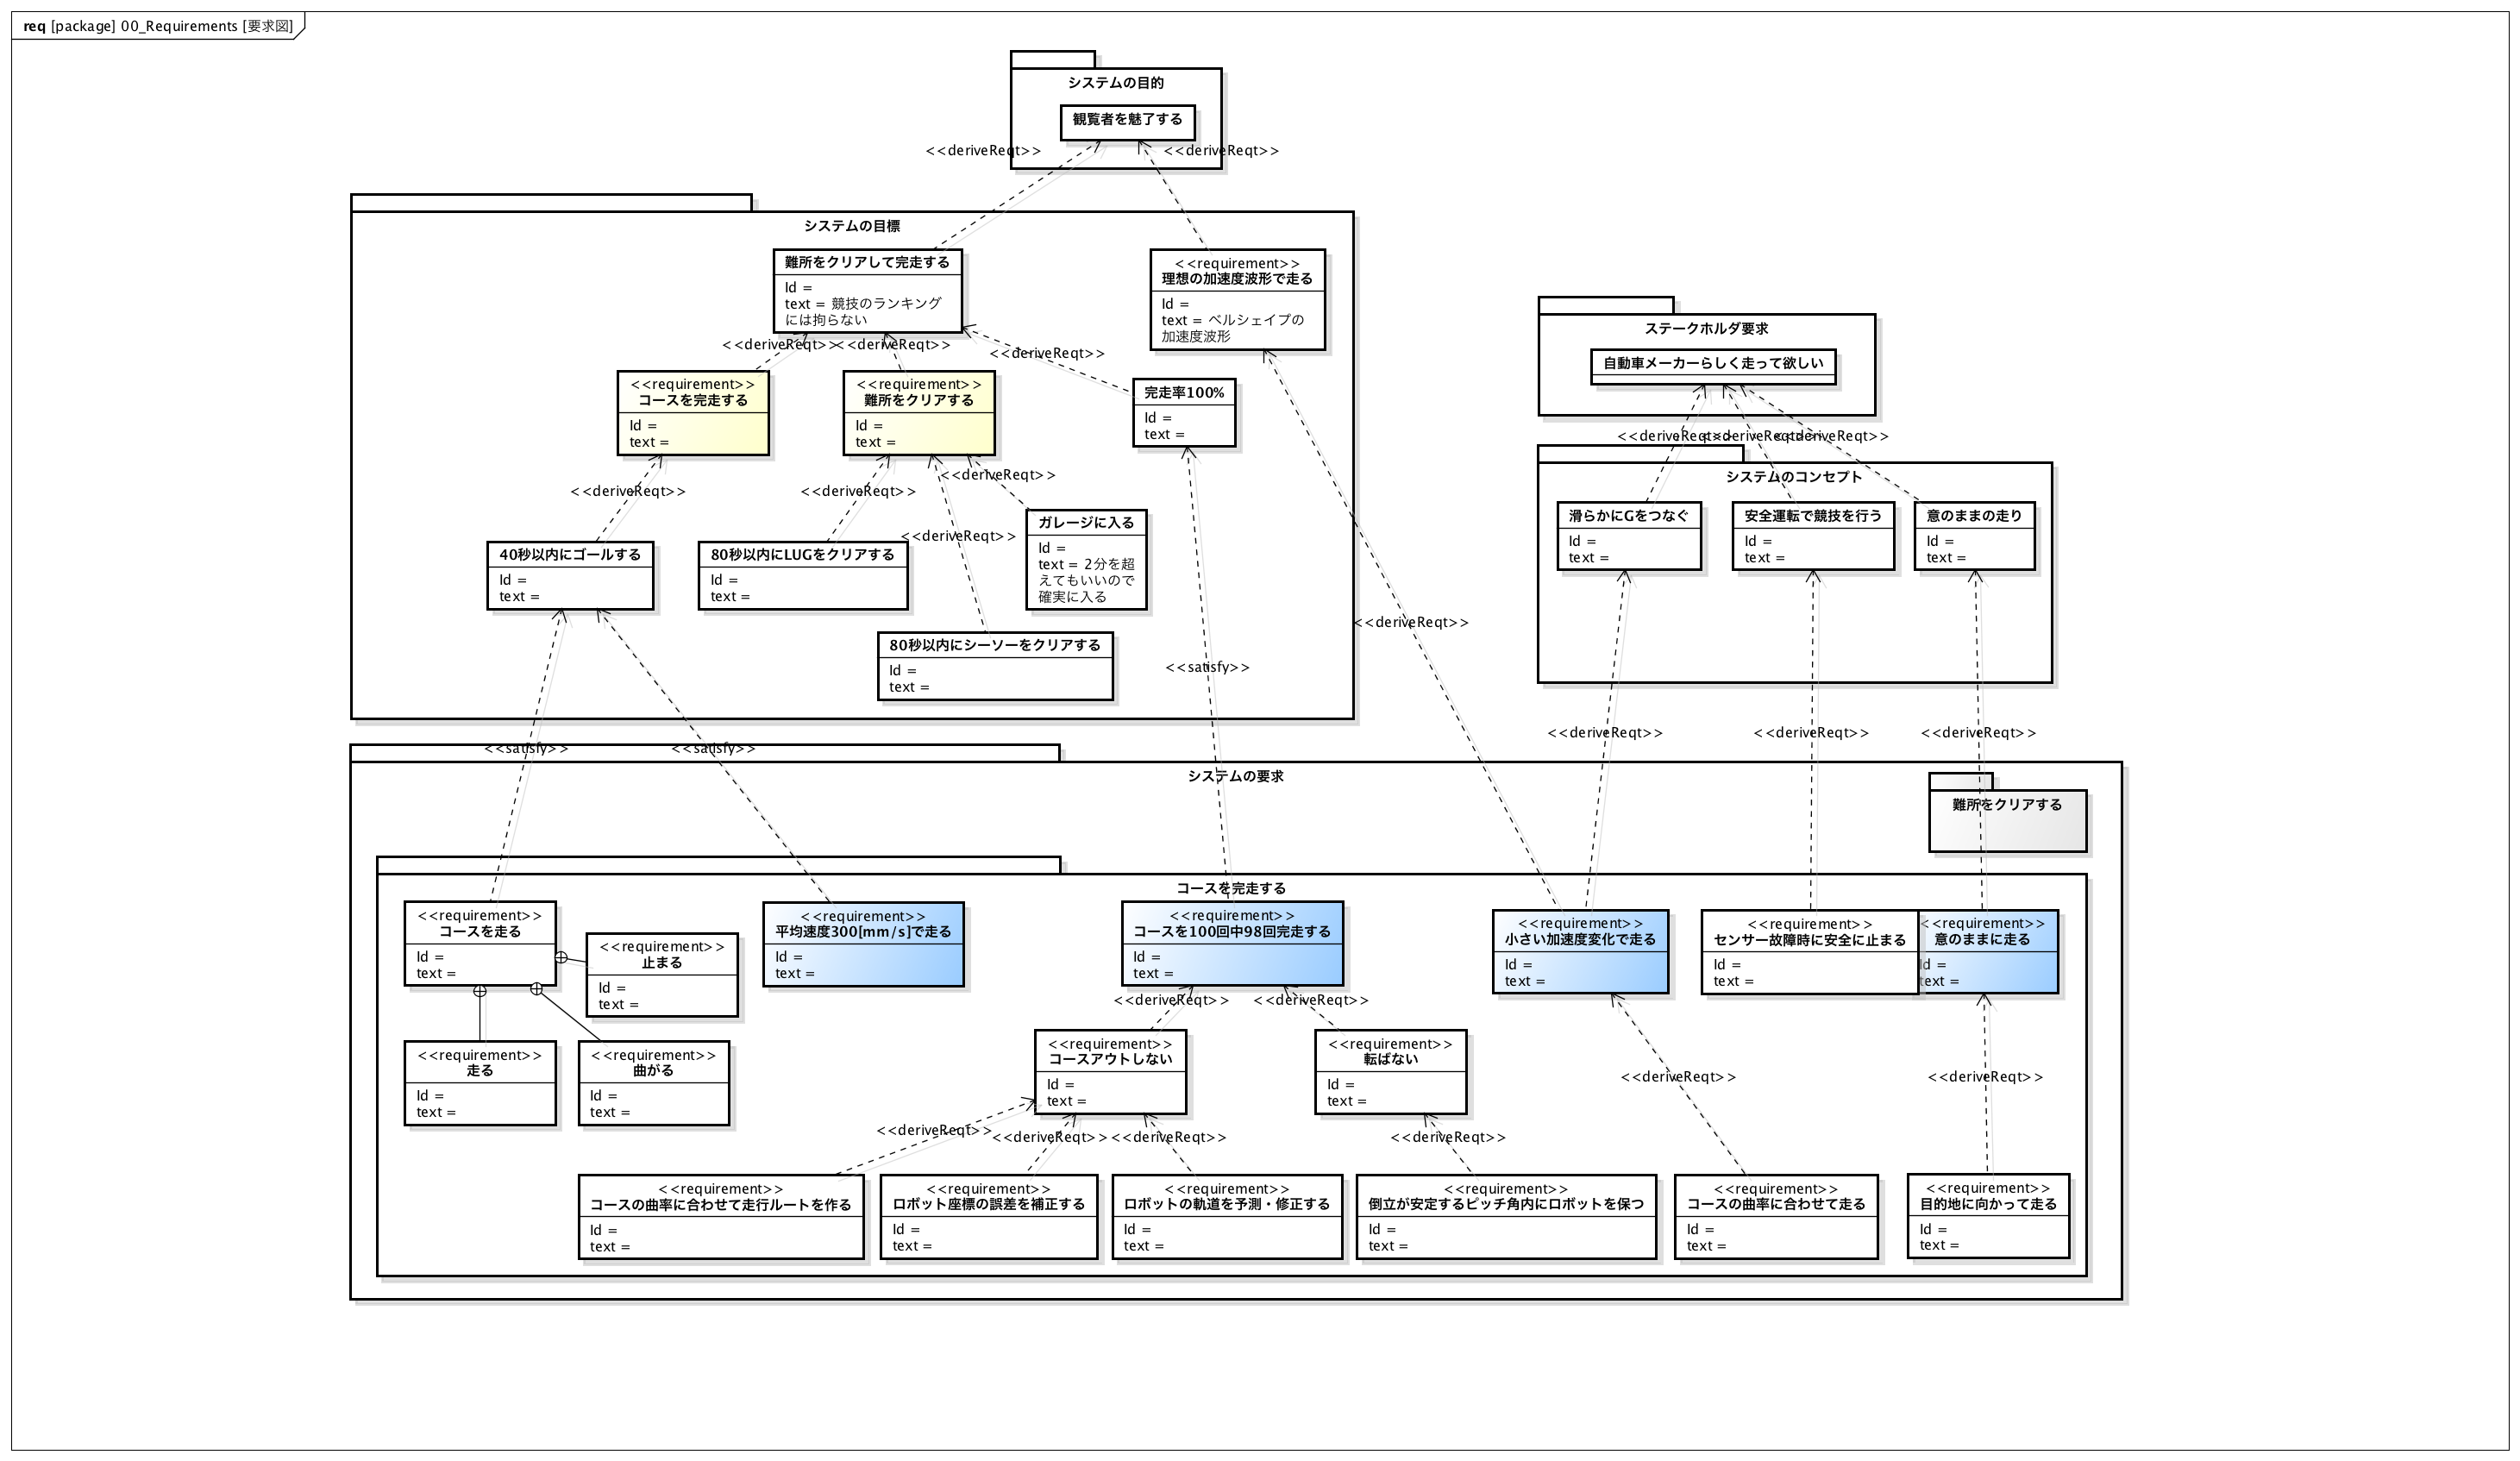 req [package] 00_Requirements [要求図]
システムの目的
観覧者を魅了する
<<deriveReqt>>
<<deriveReqt>>
システムの目標
難所をクリアして完走する
Id =
text = 競技のランキング
には拘らない
<<requirement>>
理想の加速度波形で走る
Id =
text = ベルシェイプの
加速度波形
<<deriveReqt>>
<<deriveReqt>>
<<deriveReqt>>
<<requirement>>
コースを完走する
Id =
text =
<<requirement>>
難所をクリアする
Id =
text =
完走率100%
Id =
text =
<<deriveReqt>>
<<deriveReqt>>
<<deriveReqt>>
<<deriveReqt>>
40秒以内にゴールする
Id =
text =
80秒以内にLUGをクリアする
Id =
text =
ガレージに入る
Id =
text = 2分を超
えてもいいので
確実に入る
80秒以内にシーソーをクリアする
Id =
text =
ステークホルダ要求
自動車メーカーらしく走って欲しい
<<deriveReqt>>
<<deriveReqt>>
<<deriveReqt>>
システムのコンセプト
滑らかにGをつなぐ
Id =
text =
安全運転で競技を行う
Id =
text =
意のままの走り
Id =
text =
<<deriveReqt>>
<<satisfy>>
<<satisfy>>
<<satisfy>>
<<deriveReqt>>
<<deriveReqt>>
<<deriveReqt>>
システムの要求
難所をクリアする
コースを完走する
<<requirement>>
コースを走る
Id =
text =
<<requirement>>
止まる
Id =
text =
<<requirement>>
平均速度300[mm/s]で走る
Id =
text =
<<requirement>>
コースを100回中98回完走する
Id =
text =
<<requirement>>
小さい加速度変化で走る
Id =
text =
<<requirement>>
センサー故障時に安全に止まる
Id =
text =
<<requirement>>
意のままに走る
Id =
text =
<<deriveReqt>>
<<deriveReqt>>
<<requirement>>
走る
Id =
text =
<<requirement>>
曲がる
Id =
text =
<<requirement>>
コースアウトしない
Id =
text =
<<requirement>>
転ばない
Id =
text =
<<deriveReqt>>
<<deriveReqt>>
<<deriveReqt>>
<<deriveReqt>>
<<deriveReqt>>
<<deriveReqt>>
<<requirement>>
コースの曲率に合わせて走行ルートを作る
Id =
text =
<<requirement>>
ロボット座標の誤差を補正する
Id =
text =
<<requirement>>
ロボットの軌道を予測・修正する
Id =
text =
<<requirement>>
倒立が安定するピッチ角内にロボットを保つ
Id =
text =
<<requirement>>
コースの曲率に合わせて走る
Id =
text =
<<requirement>>
目的地に向かって走る
Id =
text =